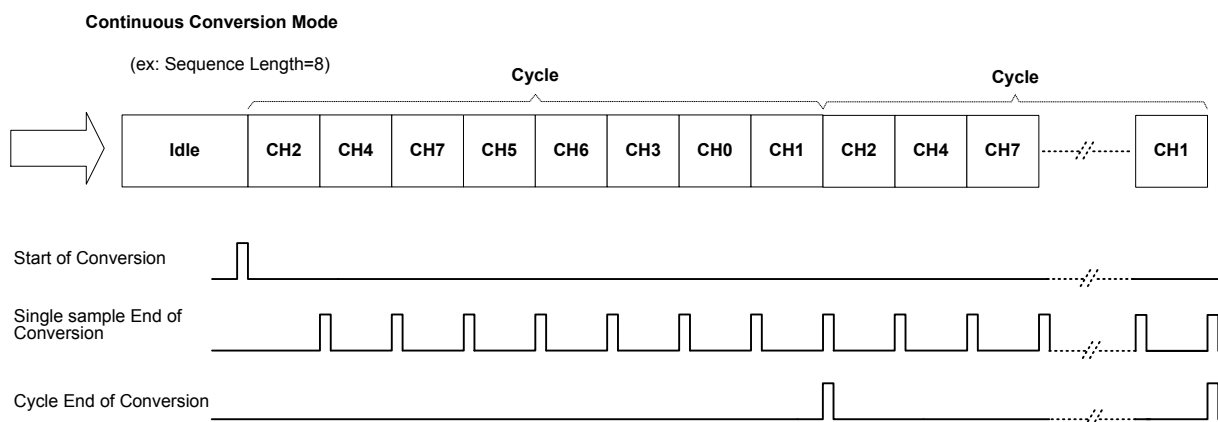 Continuous Conversion Mode
(ex: Sequence Length=8)
Cycle
Cycle
Idle CH2 CH4 CH7 CH5 CH6 CH3 CH0 CH1 CH2 CH4 CH7 CH1
Start of Conversion
Single sample End of
Conversion
Cycle End of Conversion